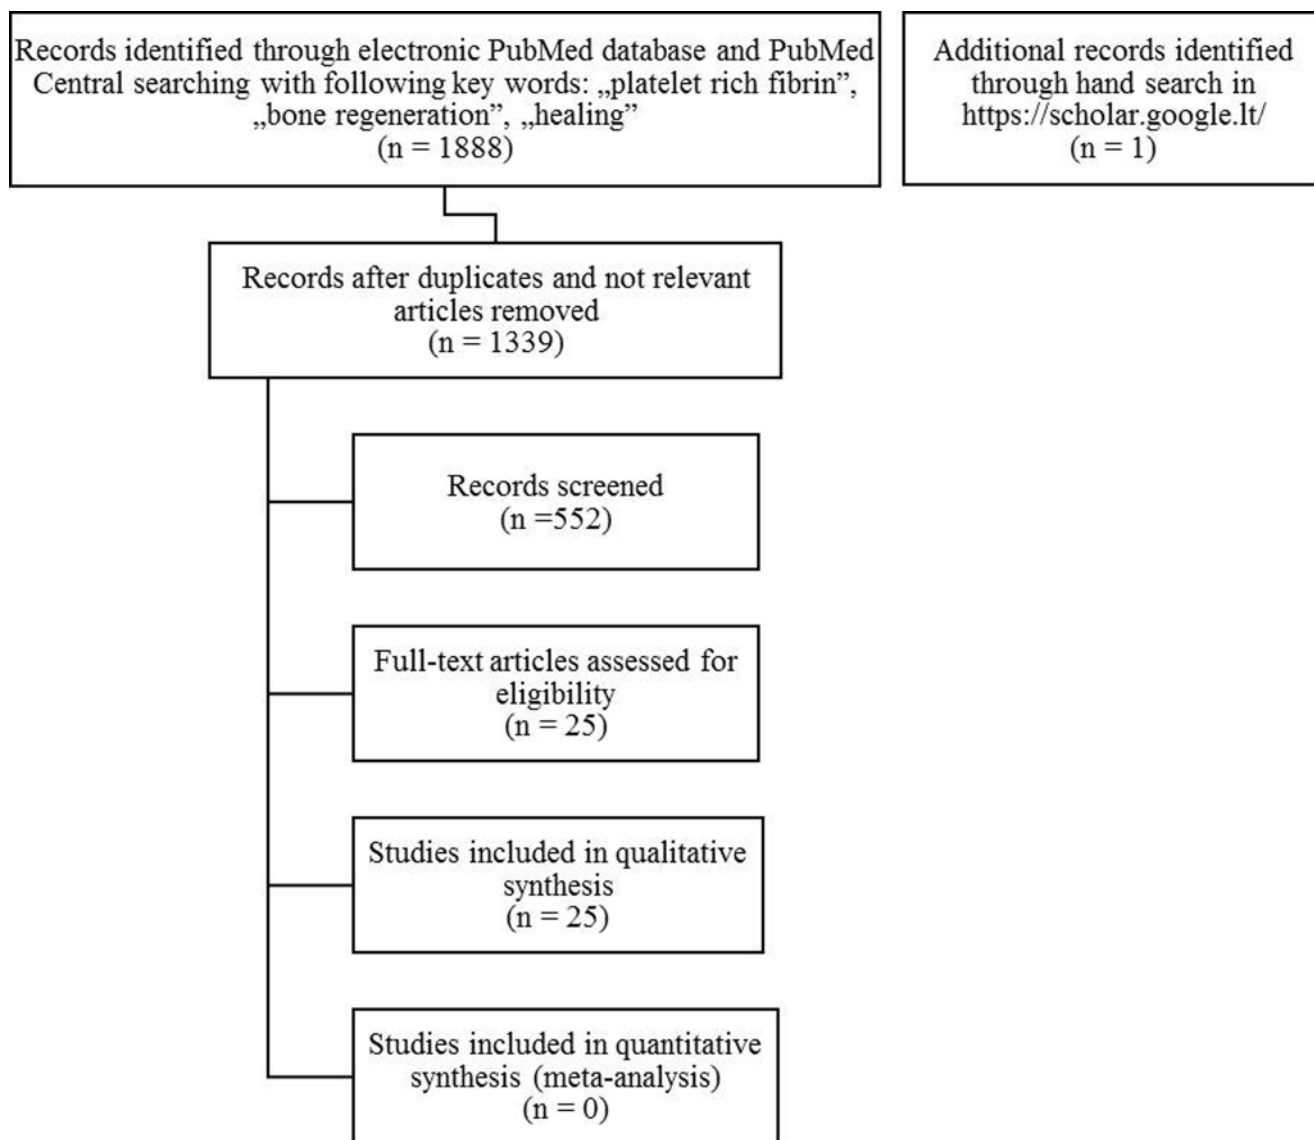 Records identified through electronic PubMed database and PubMed
Central searching with following key words: „platelet rich fibrin”,
„bone regeneration”, „healing”
(n = 1888)
Additional records identified
through hand search in
https://scholar.google.lt/
(n = 1)
Records after duplicates and not relevant
articles removed
(n = 1339)
Records screened
(n =552)
Full-text articles assessed for
eligibility
(n = 25)
Studies included in qualitative
synthesis
(n = 25)
Studies included in quantitative
synthesis (meta-analysis)
(n = 0)